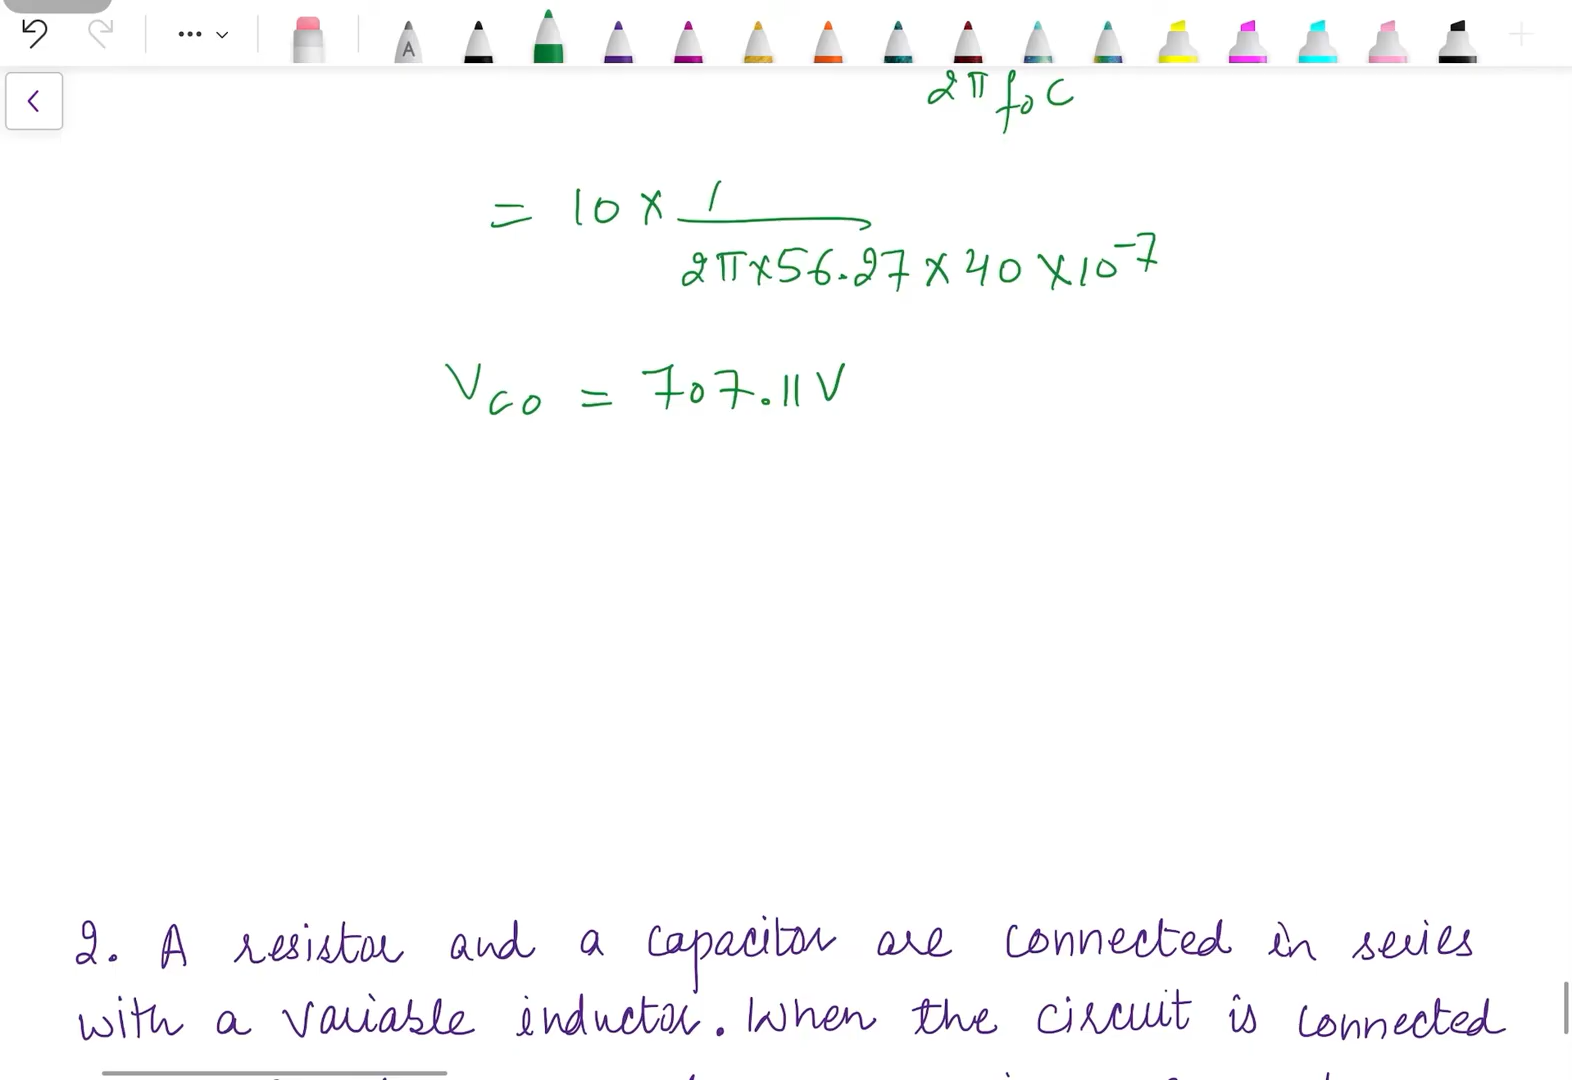 A
2π f₀ C
= 10 × 1
2π×56.27 × 40 ×10⁻⁷
V_CO = 707.11 V
2. A resistor and a capacitor are connected in series
with a variable inductor. When the circuit is connected